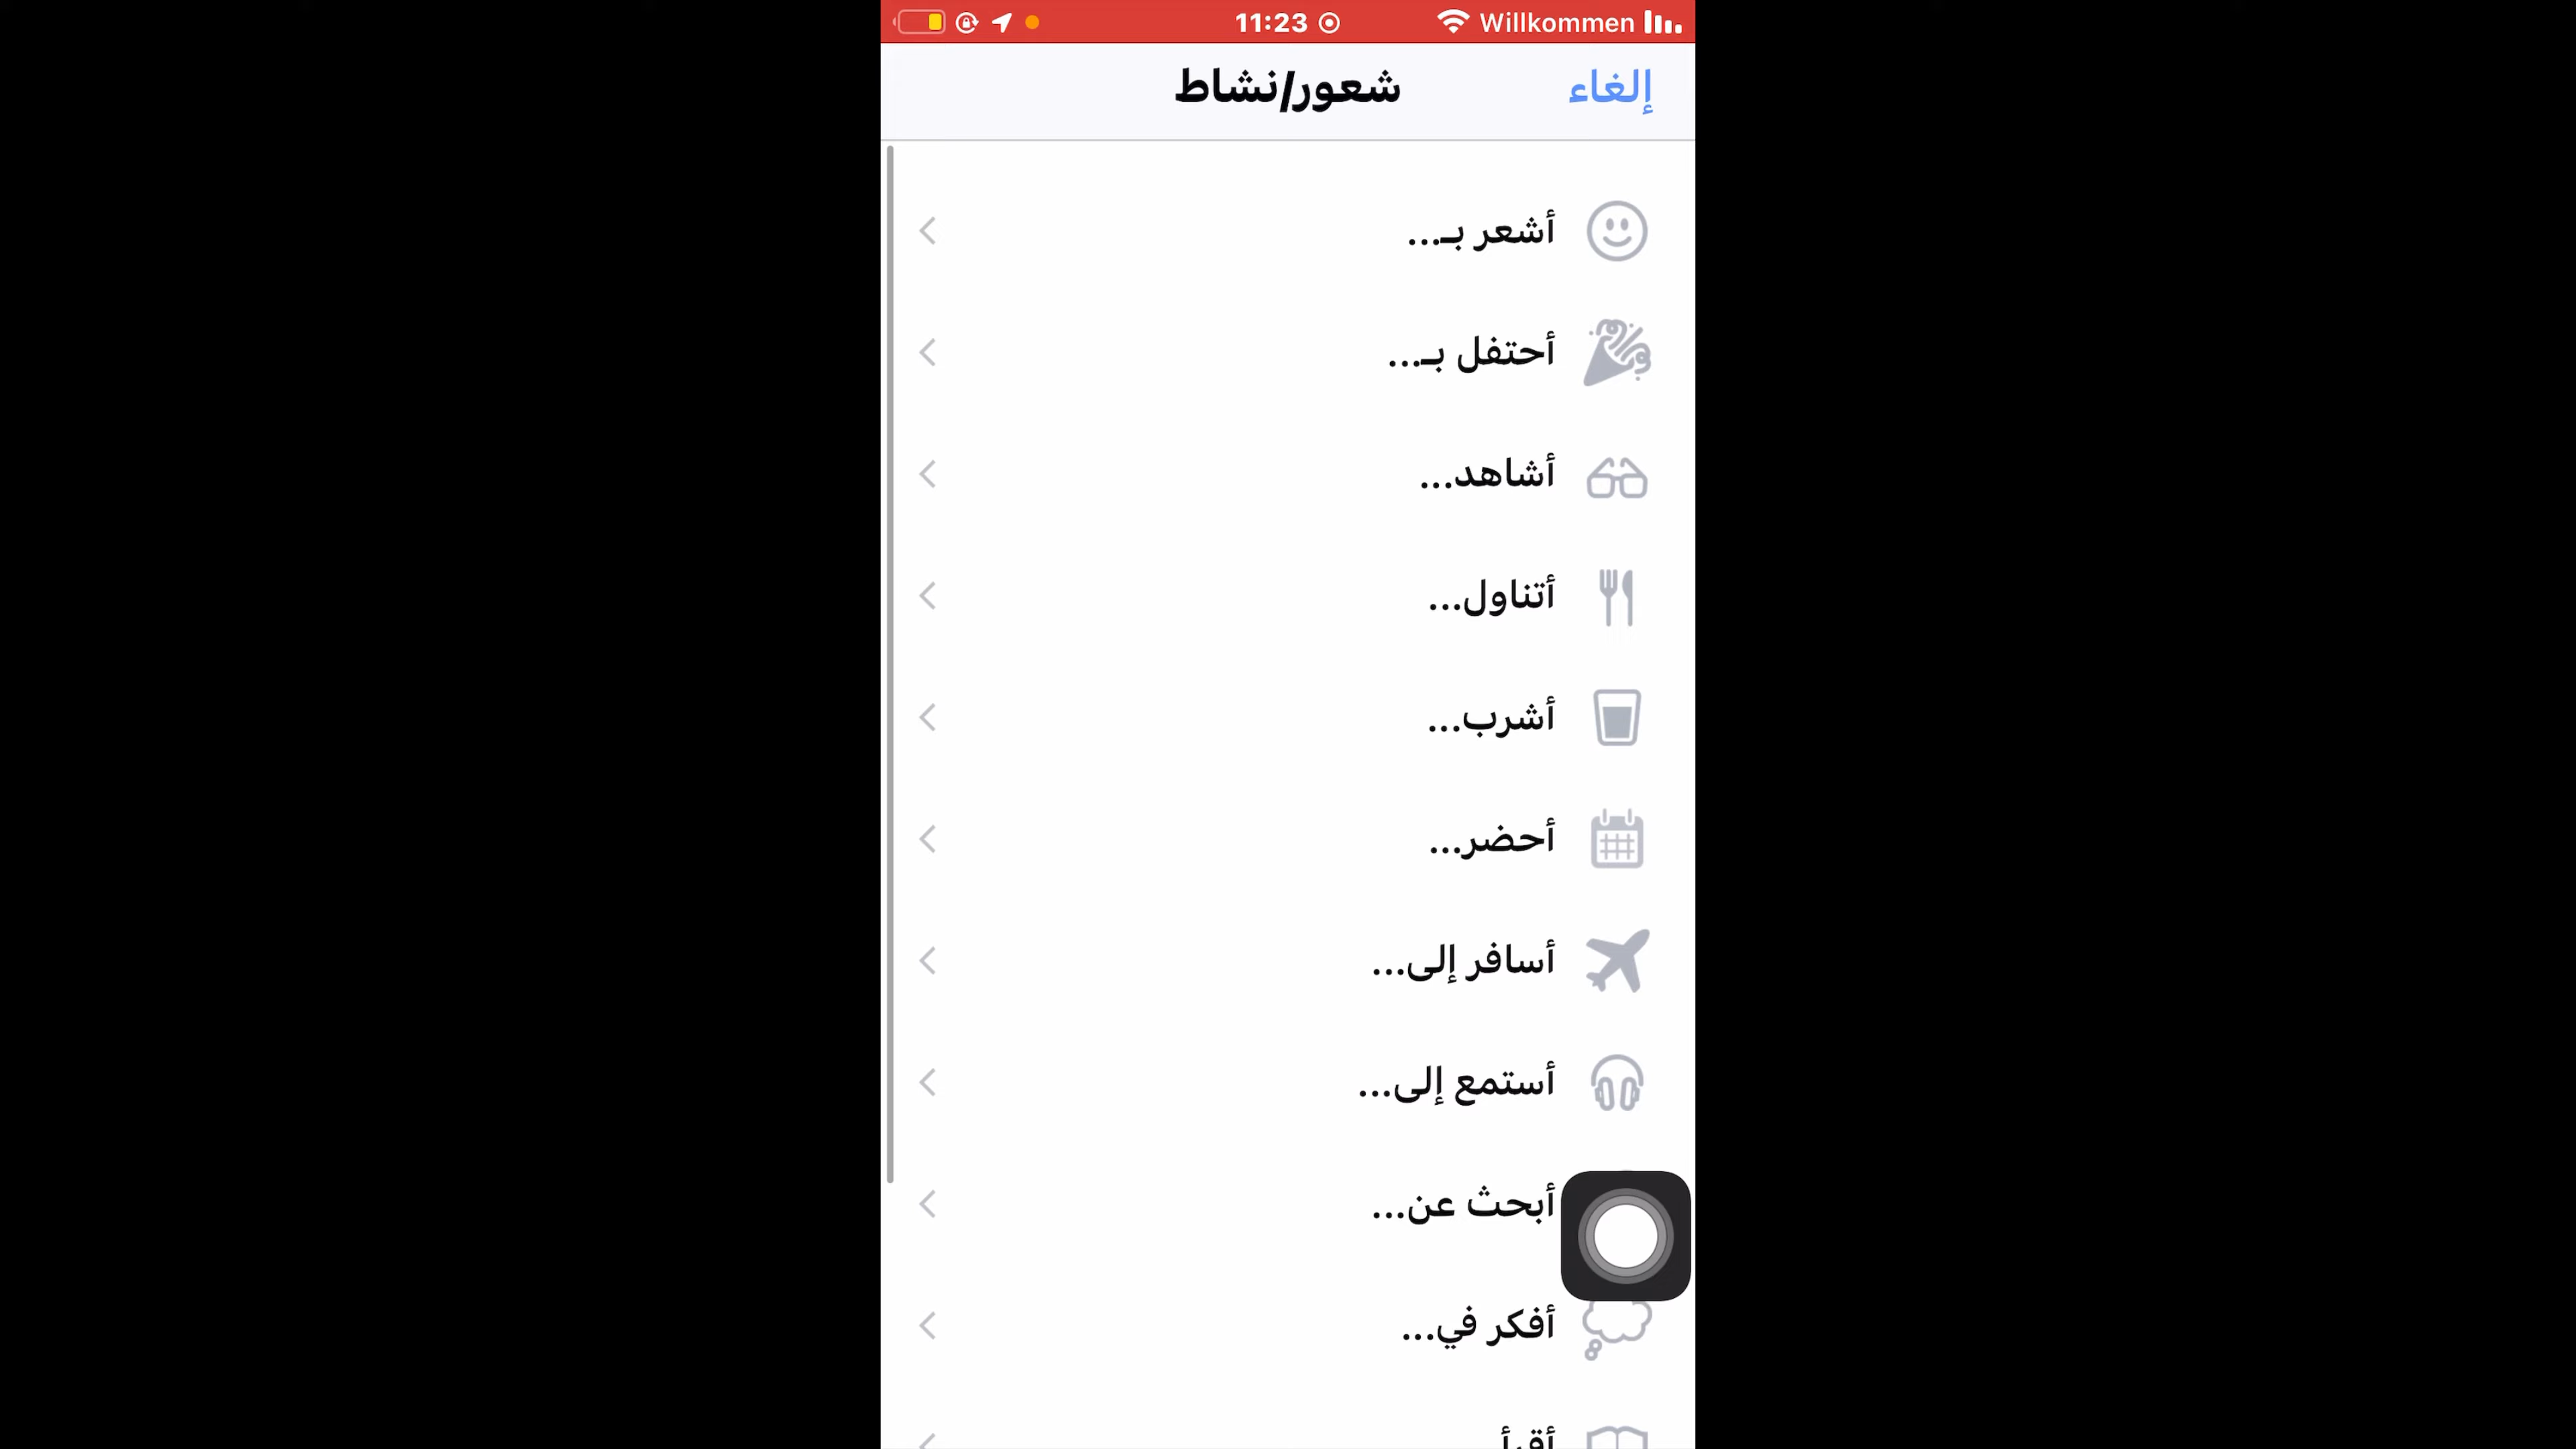 11:23
Willkommen
إلغاء
شعور/نشاط
أشعر بـ...
أحتفل بـ...
أشاهد...
أتناول...
أشرب...
أحضر...
أسافر إلى...
أستمع إلى...
أبحث عن...
أفكر في...